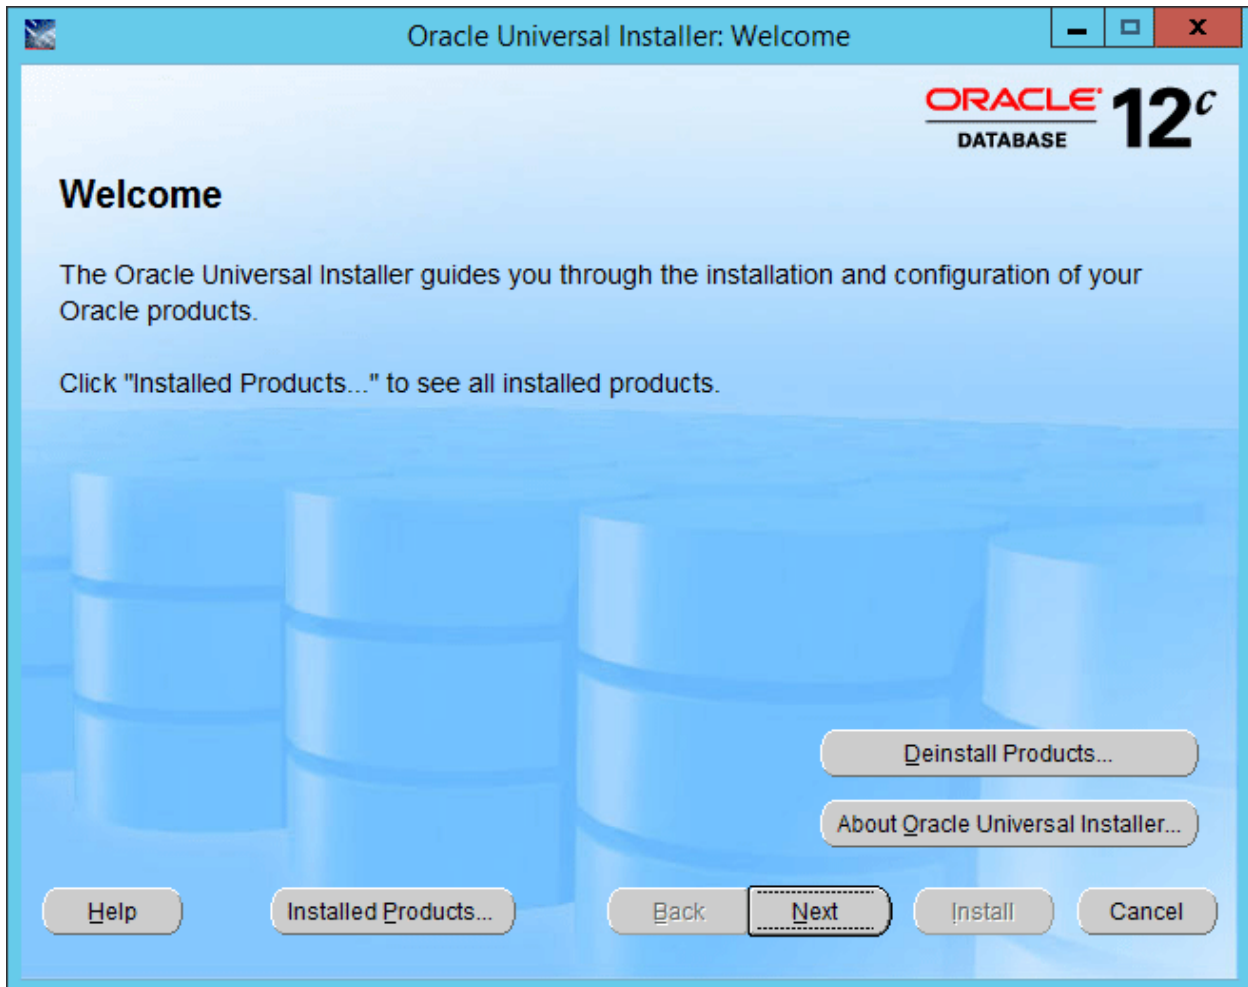 Oracle Universal Installer: Welcome
ORACLE 12c
DATABASE
Welcome
The Oracle Universal Installer guides you through the installation and configuration of your
Oracle products.
Click "Installed Products..." to see all installed products.
Deinstall Products...
About Oracle Universal Installer...
Help Installed Products... Back Next Install Cancel